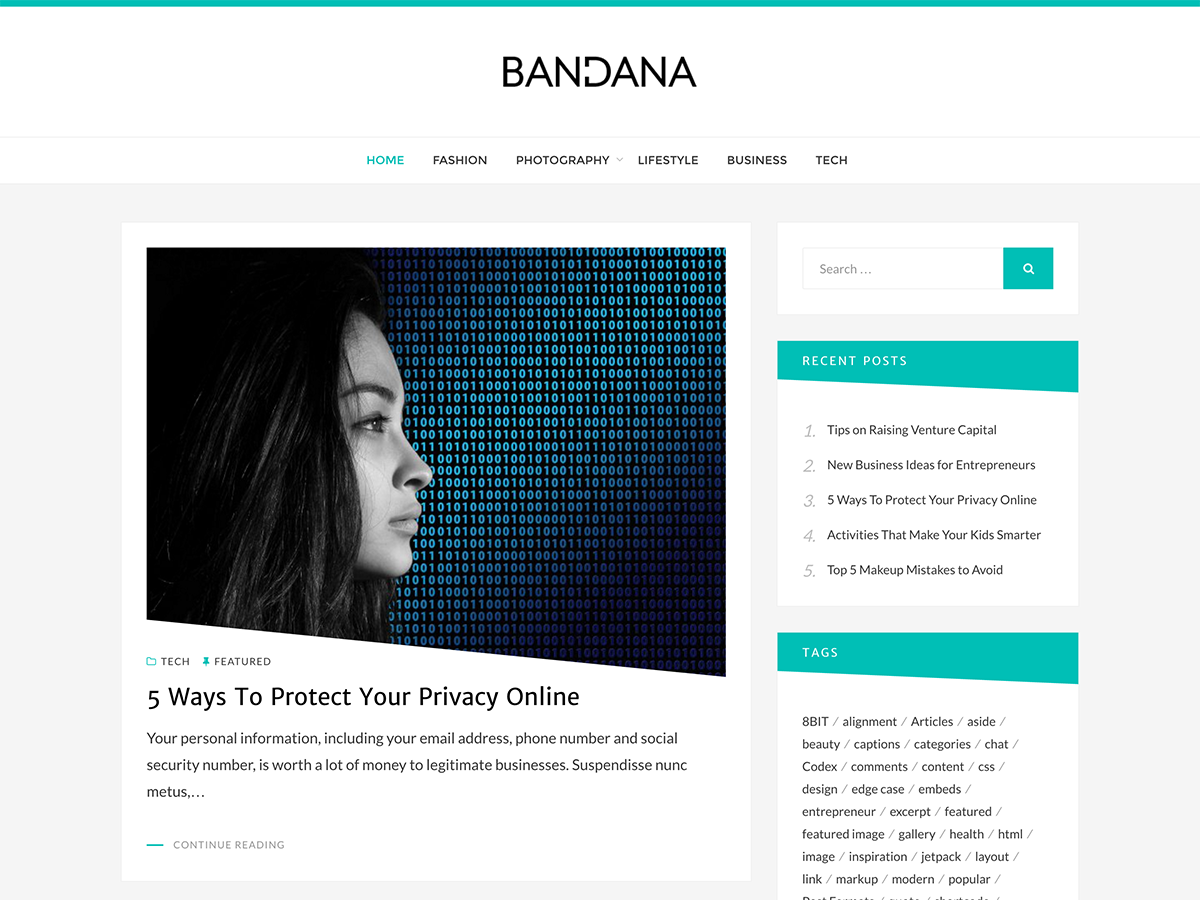 BANDANA
HOME FASHION PHOTOGRAPHY LIFESTYLE BUSINESS TECH
TECH FEATURED
5 Ways To Protect Your Privacy Online
Your personal information, including your email address, phone number and social
security number, is worth a lot of money to legitimate businesses. Suspendisse nunc
metus,…
CONTINUE READING
Search …
RECENT POSTS
1. Tips on Raising Venture Capital
2. New Business Ideas for Entrepreneurs
3. 5 Ways To Protect Your Privacy Online
4. Activities That Make Your Kids Smarter
5. Top 5 Makeup Mistakes to Avoid
TAGS
8BIT / alignment / Articles / aside /
beauty / captions / categories / chat /
Codex / comments / content / css /
design / edge case / embeds /
entrepreneur / excerpt / featured /
featured image / gallery / health / html /
image / inspiration / jetpack / layout /
link / markup / modern / popular /